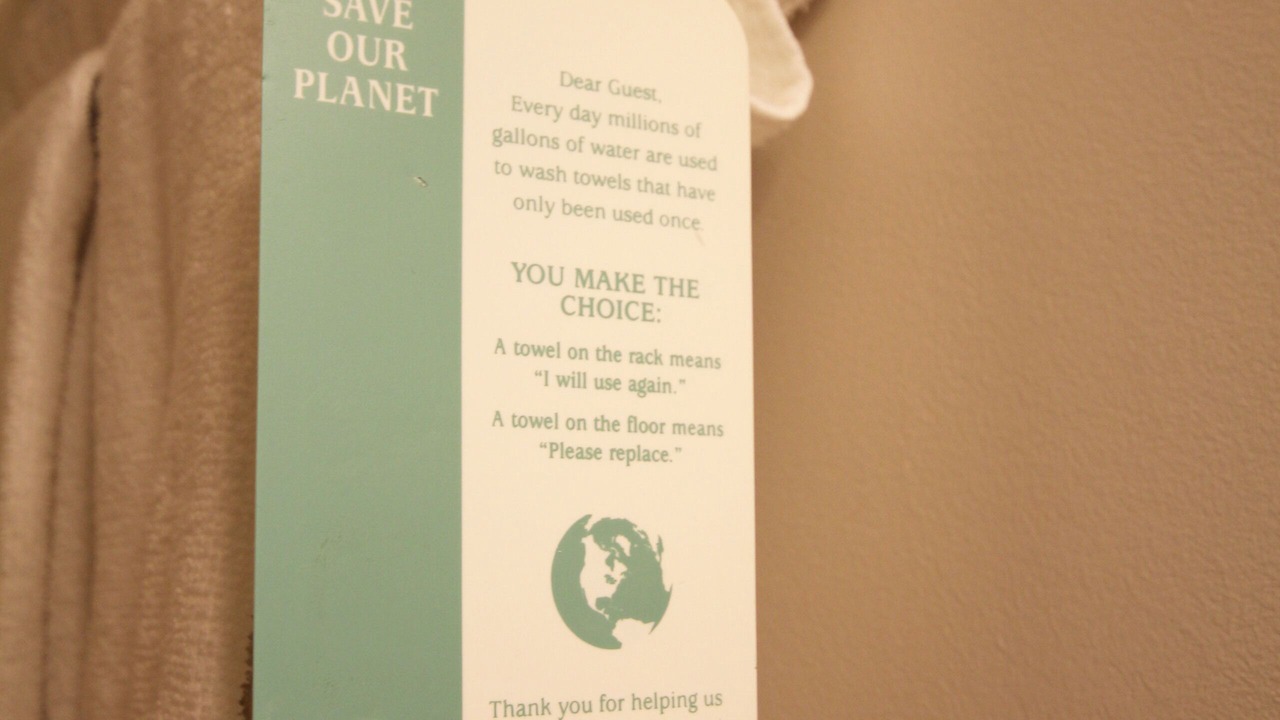 SAVE
OUR
PLANET
Dear Guest,
Every day millions of
gallons of water are used
to wash towels that have
only been used once.
YOU MAKE THE
CHOICE:
A towel on the rack means
“I will use again.”
A towel on the floor means
“Please replace.”
Thank you for helping us